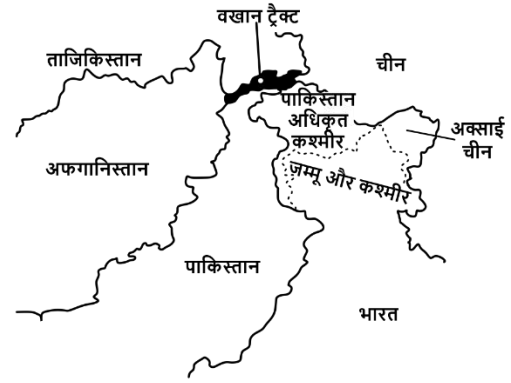 वखान ट्रैक्ट
ताजिकिस्तान
चीन
पाकिस्तान
अधिकृत
कश्मीर
अक्साई
चीन
अफगानिस्तान
जम्मू और कश्मीर
पाकिस्तान
भारत